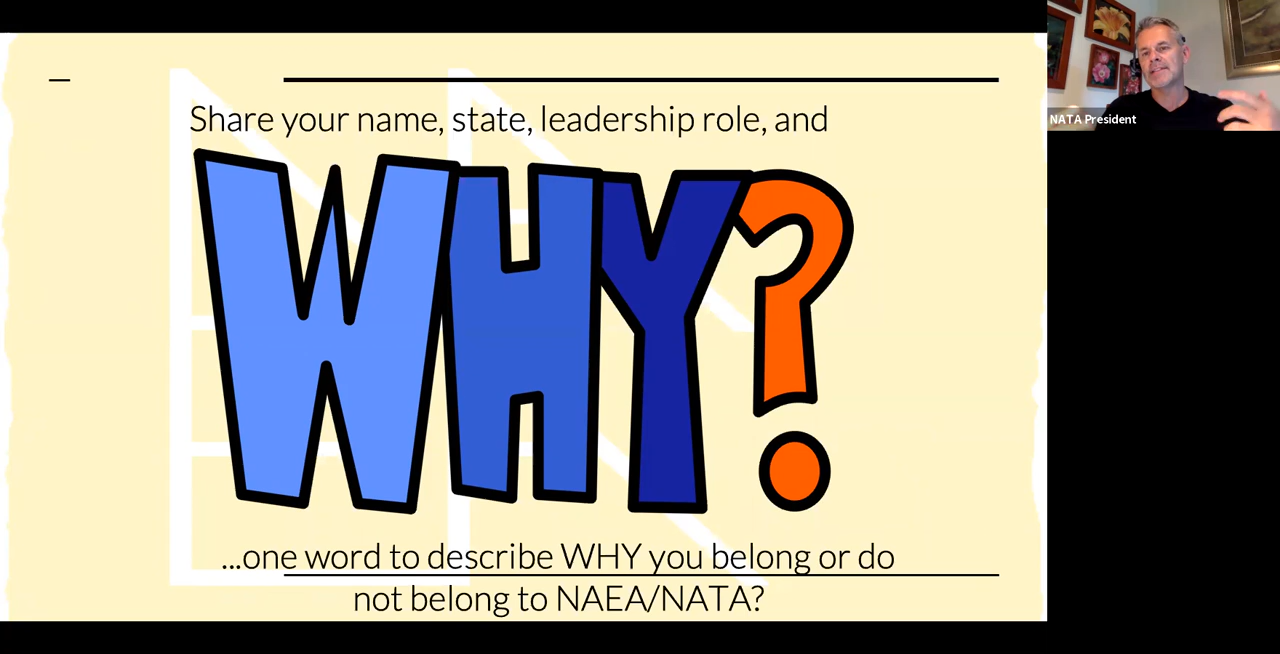 Share your name, state, leadership role, and
WHY?
...one word to describe WHY you belong or do
not belong to NAEA/NATA?
NATA President